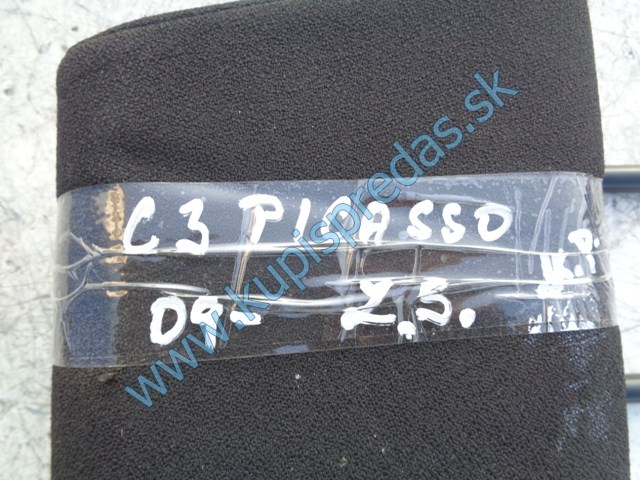 C3 PICASSO
09- Z.S. K.P.
www.kupispredas.sk